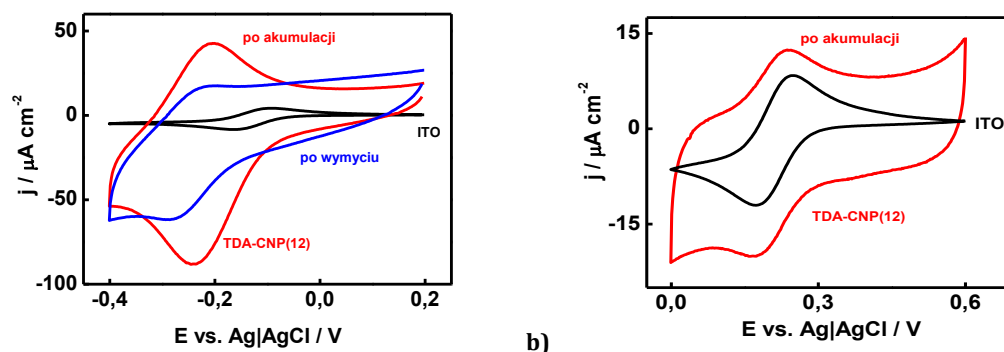 50
0
-50
-100
j / µA cm⁻²
po akumulacji
ITO
po wymyciu
TDA-CNP(12)
-0,4
-0,2
0,0
0,2
E vs. Ag|AgCl / V
b)
15
0
-15
j / µA cm⁻²
po akumulacji
ITO
TDA-CNP(12)
0,0
0,3
0,6
E vs. Ag|AgCl / V